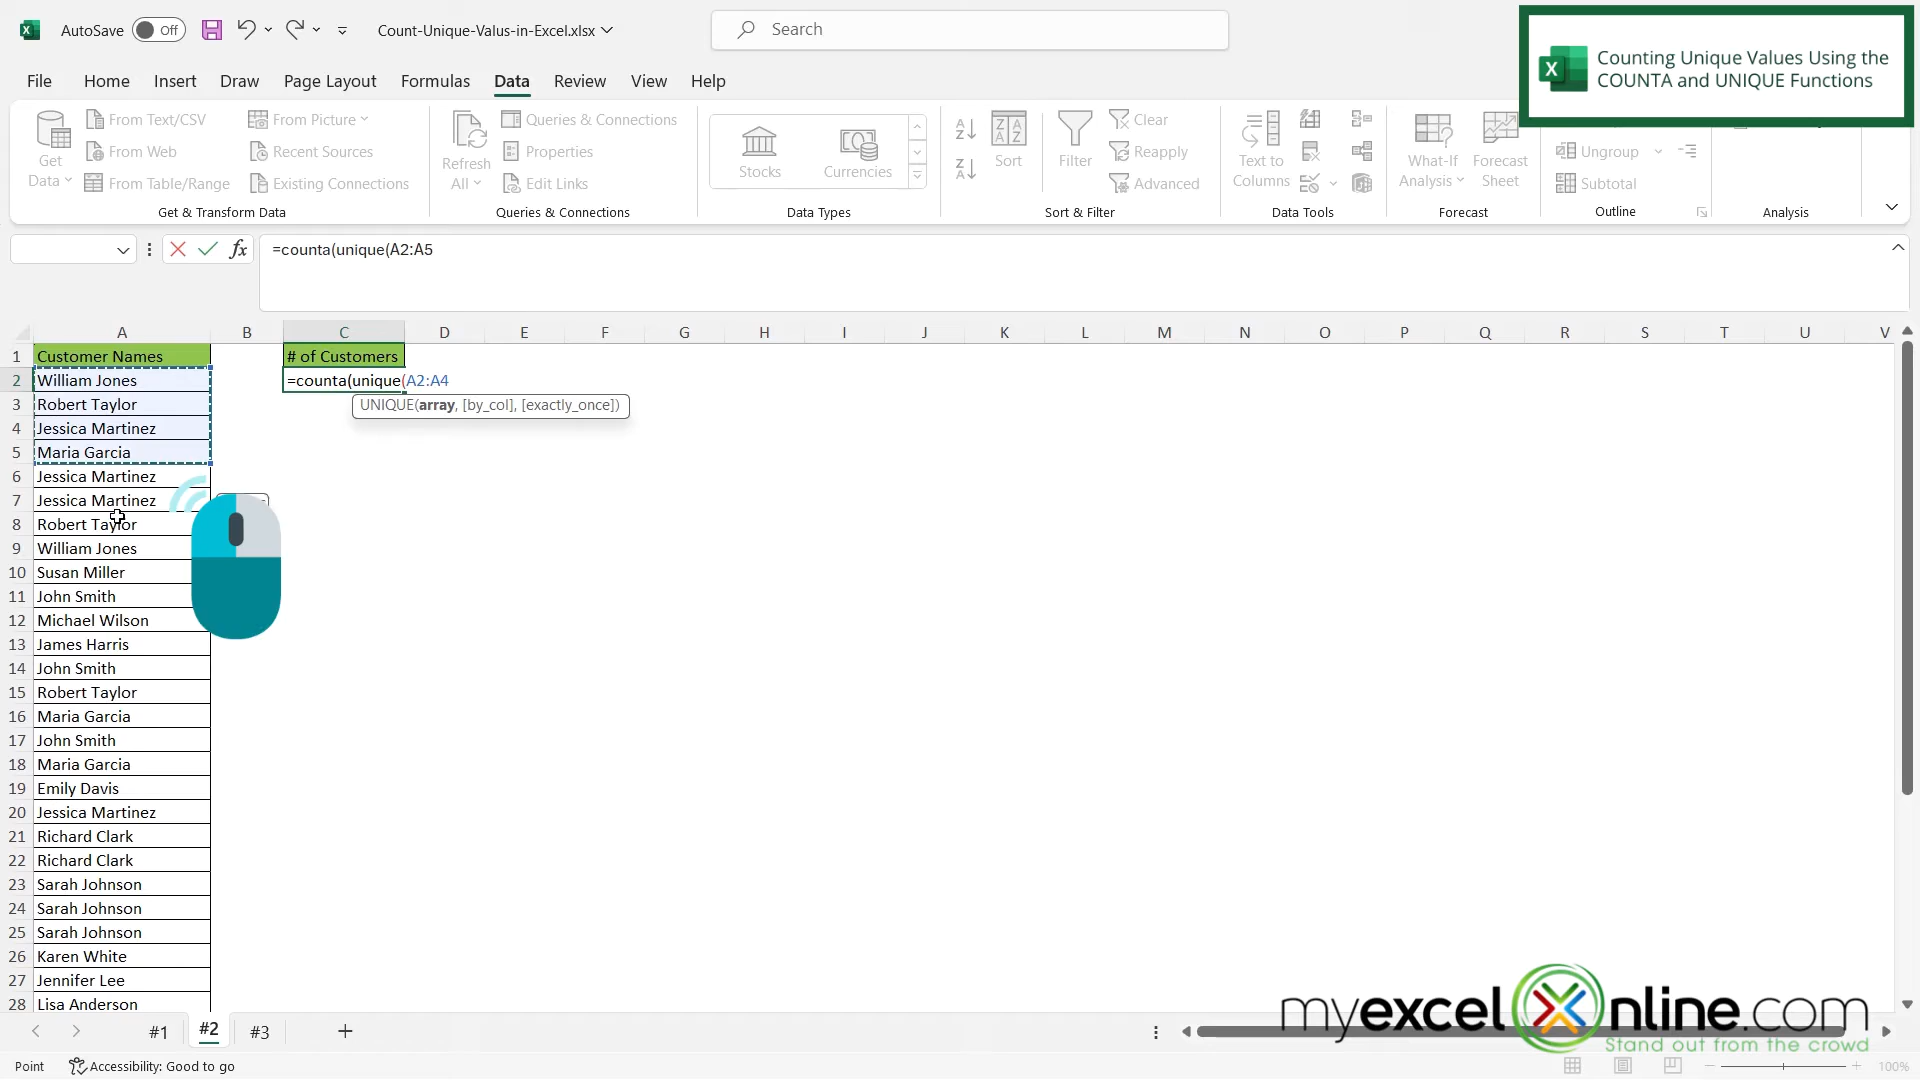 AutoSave Off
Count-Unique-Valus-in-Excel.xlsx
Search
Counting Unique Values Using the
COUNTA and UNIQUE Functions
File Home Insert Draw Page Layout Formulas Data Review View Help
Get Data
From Text/CSV
From Web
From Table/Range
From Picture
Recent Sources
Existing Connections
Get & Transform Data
Refresh All
Queries & Connections
Properties
Edit Links
Queries & Connections
Stocks
Currencies
Data Types
Sort
Filter
Clear
Reapply
Advanced
Sort & Filter
Text to Columns
Data Tools
What-If Analysis
Forecast Sheet
Forecast
Ungroup
Subtotal
Outline
Analysis
fx =counta(unique(A2:A5
A B C D E F G H I J K L M N O P Q R S T U V
1 Customer Names # of Customers
2 William Jones =counta(unique(A2:A4
UNIQUE(array, [by_col], [exactly_once])
3 Robert Taylor
4 Jessica Martinez
5 Maria Garcia
6 Jessica Martinez
7 Jessica Martinez
8 Robert Taylor
9 William Jones
10 Susan Miller
11 John Smith
12 Michael Wilson
13 James Harris
14 John Smith
15 Robert Taylor
16 Maria Garcia
17 John Smith
18 Maria Garcia
19 Emily Davis
20 Jessica Martinez
21 Richard Clark
22 Richard Clark
23 Sarah Johnson
24 Sarah Johnson
25 Sarah Johnson
26 Karen White
27 Jennifer Lee
28 Lisa Anderson
myexcelonline.com
Stand out from the crowd
#1 #2 #3
Point
Accessibility: Good to go
100%